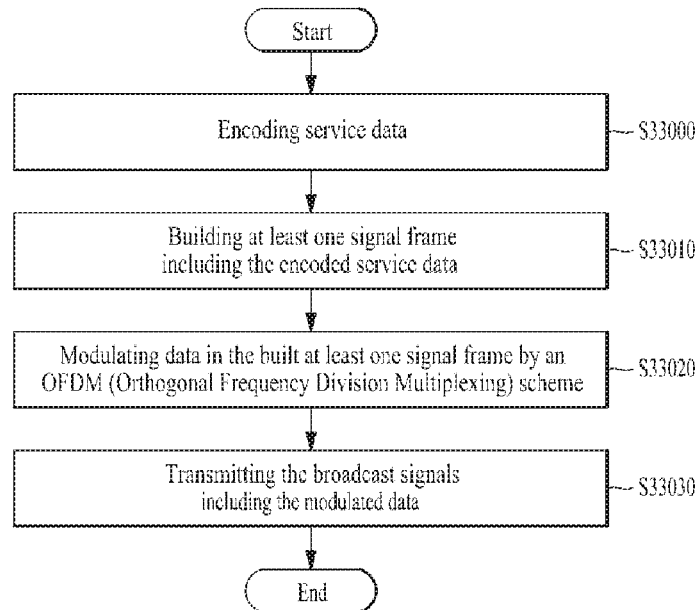 Start
Encoding service data
S33000
Building at least one signal frame
including the encoded service data
S33010
Modulating data in the built at least one signal frame by an
OFDM (Orthogonal Frequency Division Multiplexing) scheme
S33020
Transmitting the broadcast signals
including the modulated data
S33030
End